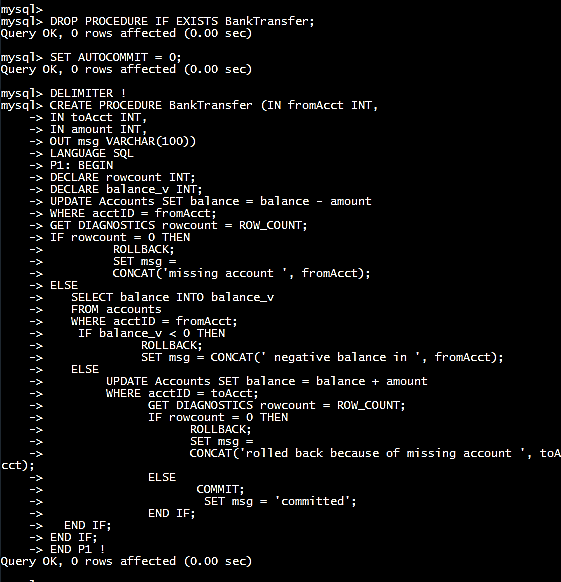 mysql>
mysql> DROP PROCEDURE IF EXISTS BankTransfer;
Query OK, 0 rows affected (0.00 sec)

mysql> SET AUTOCOMMIT = 0;
Query OK, 0 rows affected (0.00 sec)

mysql> DELIMITER !
mysql> CREATE PROCEDURE BankTransfer (IN fromAcct INT,
    -> IN toAcct INT,
    -> IN amount INT,
    -> OUT msg VARCHAR(100))
    -> LANGUAGE SQL
    -> P1: BEGIN
    -> DECLARE rowcount INT;
    -> DECLARE balance_v INT;
    -> UPDATE Accounts SET balance = balance - amount
    -> WHERE acctID = fromAcct;
    -> GET DIAGNOSTICS rowcount = ROW_COUNT;
    -> IF rowcount = 0 THEN
    ->          ROLLBACK;
    ->          SET msg =
    ->          CONCAT('missing account ', fromAcct);
    -> ELSE
    ->    SELECT balance INTO balance_v
    ->    FROM accounts
    ->    WHERE acctID = fromAcct;
    ->     IF balance_v < 0 THEN
    ->              ROLLBACK;
    ->              SET msg = CONCAT(' negative balance in ', fromAcct);
    ->    ELSE
    ->         UPDATE Accounts SET balance = balance + amount
    ->         WHERE acctID = toAcct;
    ->               GET DIAGNOSTICS rowcount = ROW_COUNT;
    ->               IF rowcount = 0 THEN
    ->                     ROLLBACK;
    ->                     SET msg =
    ->                     CONCAT('rolled back because of missing account ', toA
cct);
    ->               ELSE
    ->                      COMMIT;
    ->                       SET msg = 'committed';
    ->               END IF;
    ->   END IF;
    -> END IF;
    -> END P1 !
Query OK, 0 rows affected (0.00 sec)

mysql>